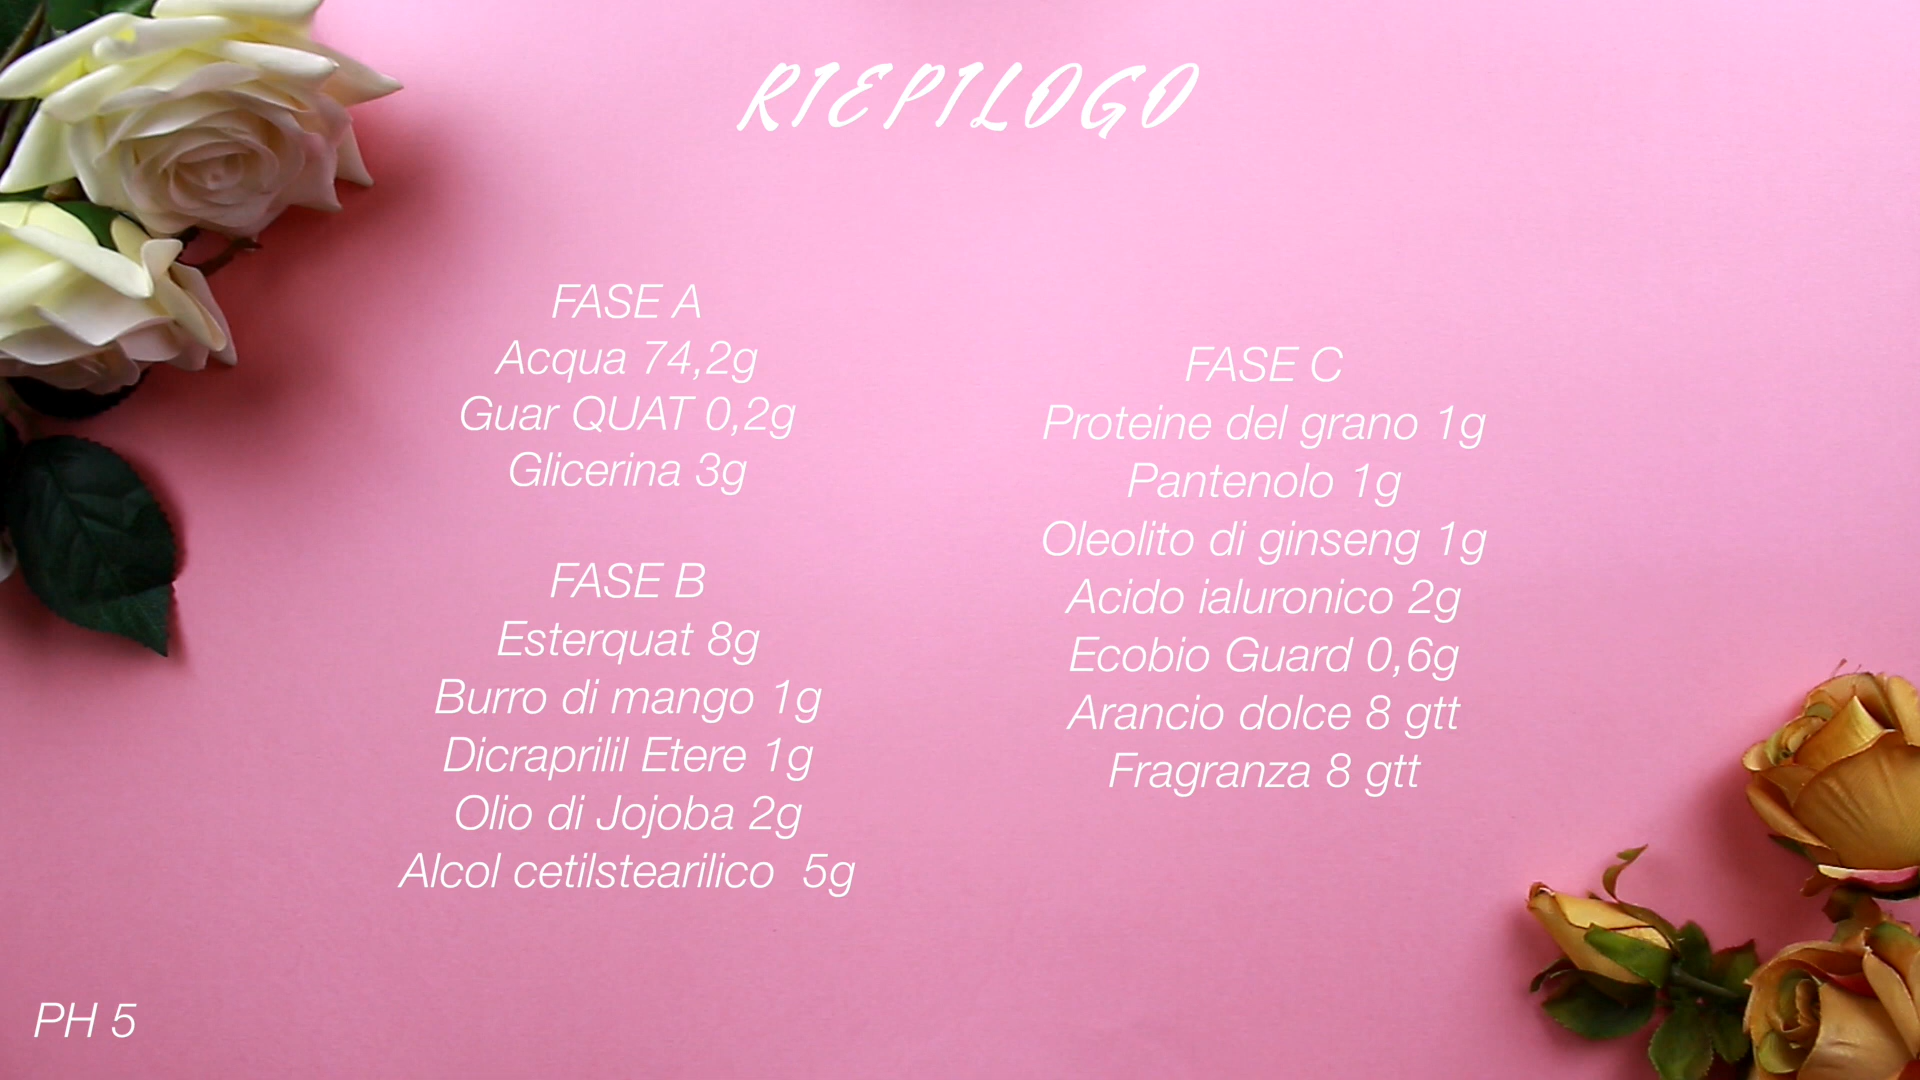 RIEPILOGO
FASE A
Acqua 74,2g
Guar QUAT 0,2g
Glicerina 3g
FASE B
Esterquat 8g
Burro di mango 1g
Dicraprilil Etere 1g
Olio di Jojoba 2g
Alcol cetilstearilico  5g
FASE C
Proteine del grano 1g
Pantenolo 1g
Oleolito di ginseng 1g
Acido ialuronico 2g
Ecobio Guard 0,6g
Arancio dolce 8 gtt
Fragranza 8 gtt
PH 5